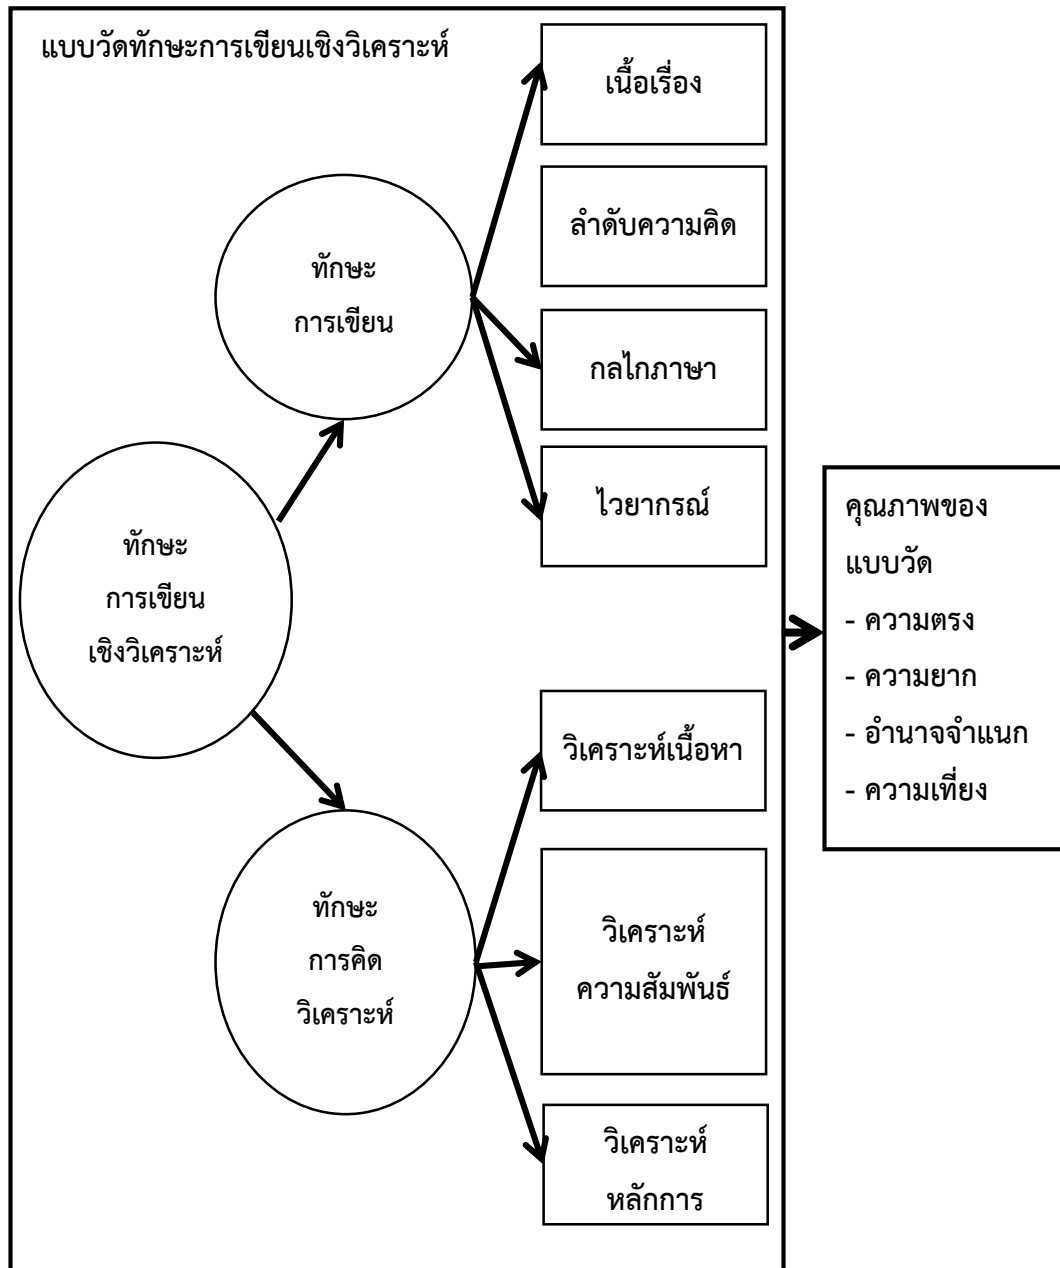 แบบวัดทักษะการเขียนเชิงวิเคราะห์
เนื้อเรื่อง
ลำดับความคิด
ทักษะ
การเขียน
กลไกภาษา
ไวยากรณ์
ทักษะ
การเขียน
เชิงวิเคราะห์
คุณภาพของ
แบบวัด
- ความตรง
- ความยาก
- อำนาจจำแนก
- ความเที่ยง
วิเคราะห์เนื้อหา
ทักษะ
การคิด
วิเคราะห์
วิเคราะห์
ความสัมพันธ์
วิเคราะห์
หลักการ